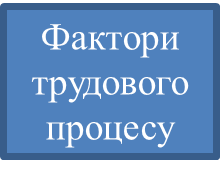 Фактори
трудового
процесу